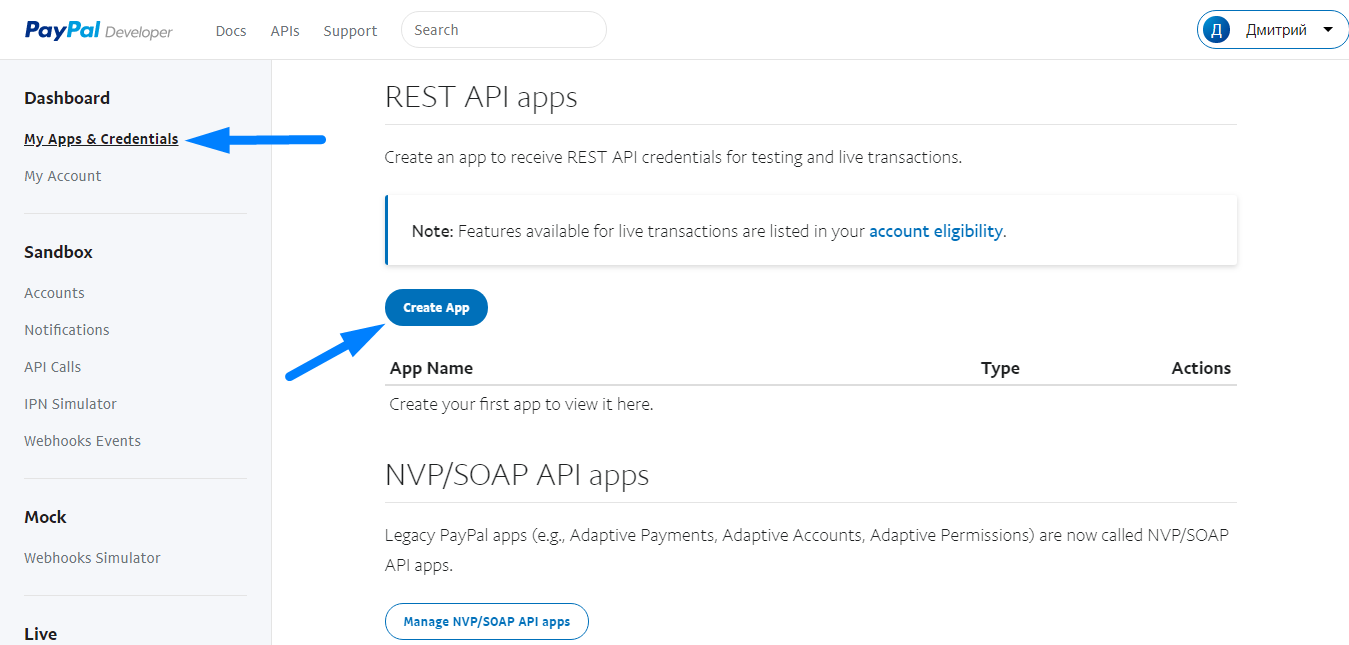 PayPal Developer
Docs
APIs
Support
Search
Д
Дмитрий
Dashboard
My Apps & Credentials
My Account
Sandbox
Accounts
Notifications
API Calls
IPN Simulator
Webhooks Events
Mock
Webhooks Simulator
Live
REST API apps
Create an app to receive REST API credentials for testing and live transactions.
Note: Features available for live transactions are listed in your account eligibility.
Create App
App Name Type Actions
Create your first app to view it here.
NVP/SOAP API apps
Legacy PayPal apps (e.g., Adaptive Payments, Adaptive Accounts, Adaptive Permissions) are now called NVP/SOAP
API apps.
Manage NVP/SOAP API apps